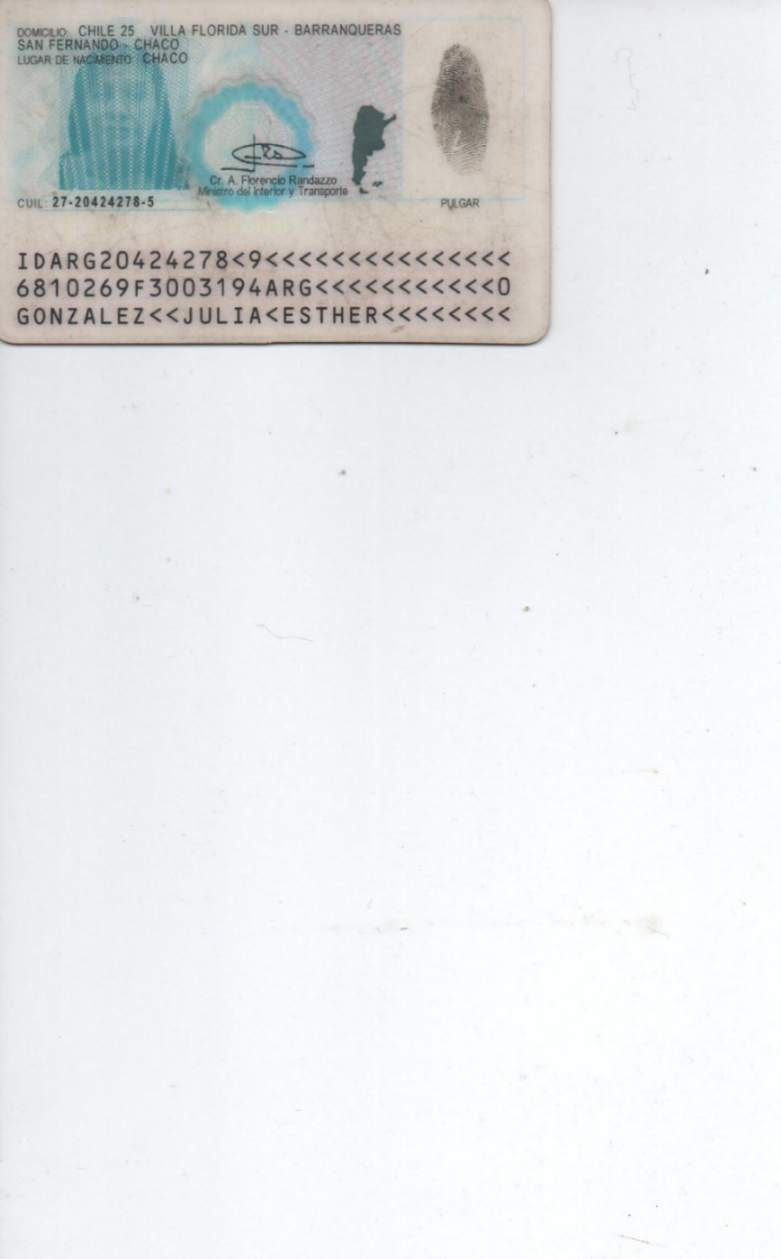 DOMICILIO: CHILE 25 VILLA FLORIDA SUR - BARRANQUERAS
SAN FERNANDO - CHACO
LUGAR DE NACIMIENTO: CHACO
Cr. A. Florencio Randazzo
Ministro del Interior y Transporte
CUIL: 27-20424278-5
PULGAR
IDARG20424278<9<<<<<<<<<<<<<<<
6810269F3003194ARG<<<<<<<<<<<0
GONZALEZ<<JULIA<ESTHER<<<<<<<<